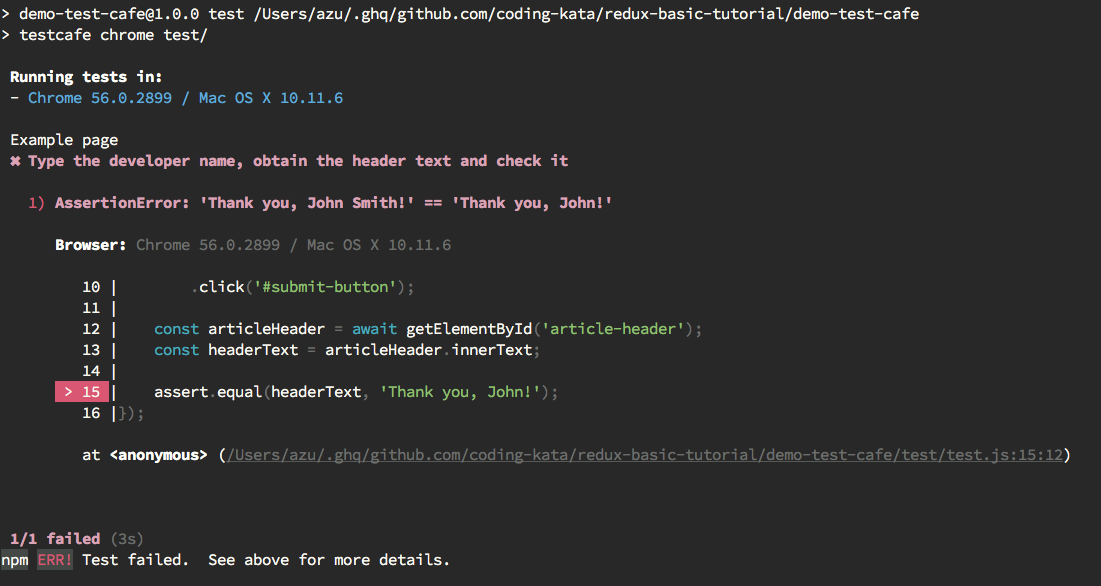 > demo-test-cafe@1.0.0 test /Users/azu/.ghq/github.com/coding-kata/redux-basic-tutorial/demo-test-cafe
> testcafe chrome test/
Running tests in:
- Chrome 56.0.2899 / Mac OS X 10.11.6
Example page
✖ Type the developer name, obtain the header text and check it
1) AssertionError: 'Thank you, John Smith!' == 'Thank you, John!'
Browser: Chrome 56.0.2899 / Mac OS X 10.11.6
10 |        .click('#submit-button');
11 |
12 |    const articleHeader = await getElementById('article-header');
13 |    const headerText = articleHeader.innerText;
14 |
> 15 |    assert.equal(headerText, 'Thank you, John!');
16 |});
at <anonymous> (/Users/azu/.ghq/github.com/coding-kata/redux-basic-tutorial/demo-test-cafe/test/test.js:15:12)
1/1 failed (3s)
npm ERR! Test failed.  See above for more details.